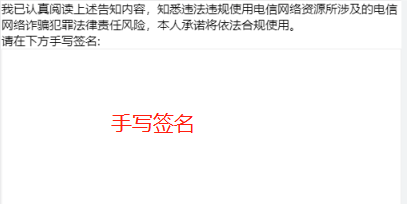 我已认真阅读上述告知内容，知悉违法违规使用电信网络资源所涉及的电信
网络诈骗犯罪法律责任风险，本人承诺将依法合规使用。
请在下方手写签名:
手写签名